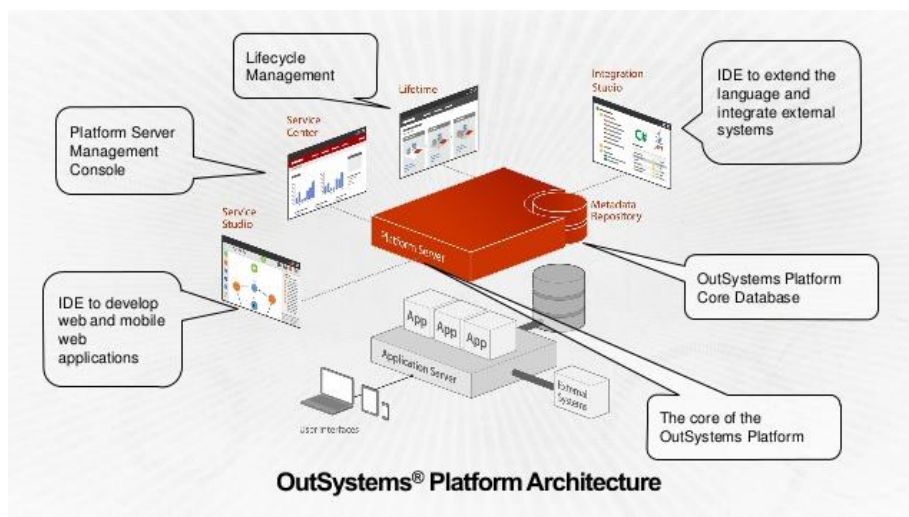 Lifecycle
Management
Lifetime
Integration
Studio
IDE to extend the
language and
integrate external
systems
Service
Center
Platform Server
Management
Console
C#
Metadata
Repository
Service
Studio
Platform Server
OutSystems Platform
Core Database
IDE to develop
web and mobile
web
applications
App
App
App
Application Server
External
Systems
User Interfaces
The core of the
OutSystems Platform
OutSystems® Platform Architecture